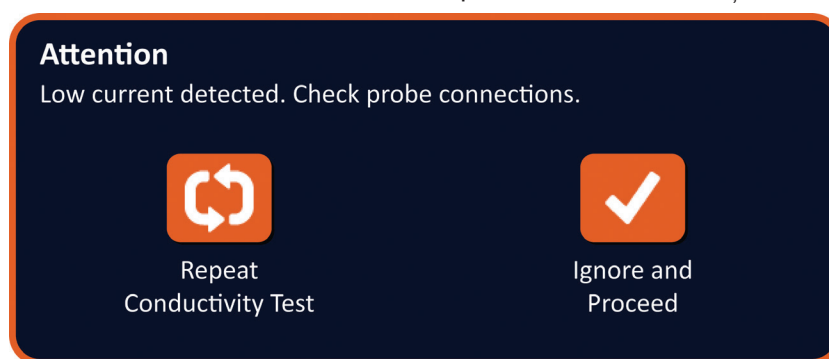 Attention
Low current detected. Check probe connections.
Repeat
Conductivity Test
Ignore and
Proceed